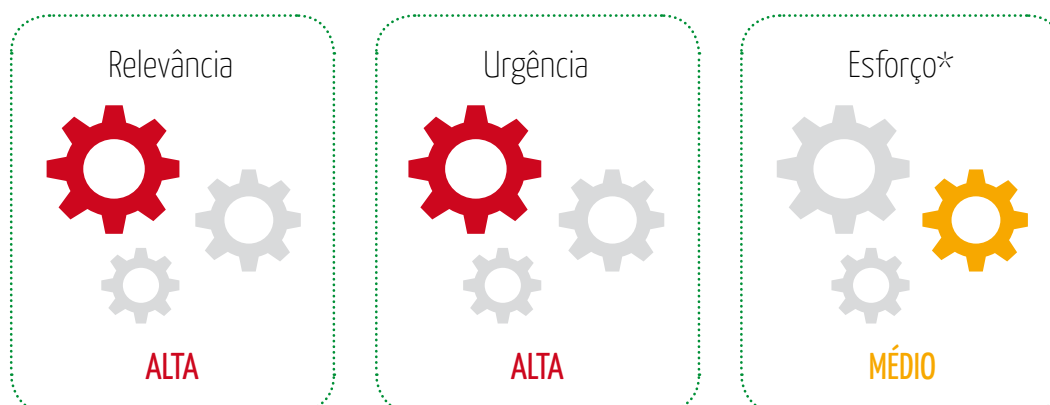 Relevância
ALTA
Urgência
ALTA
Esforço*
MÉDIO